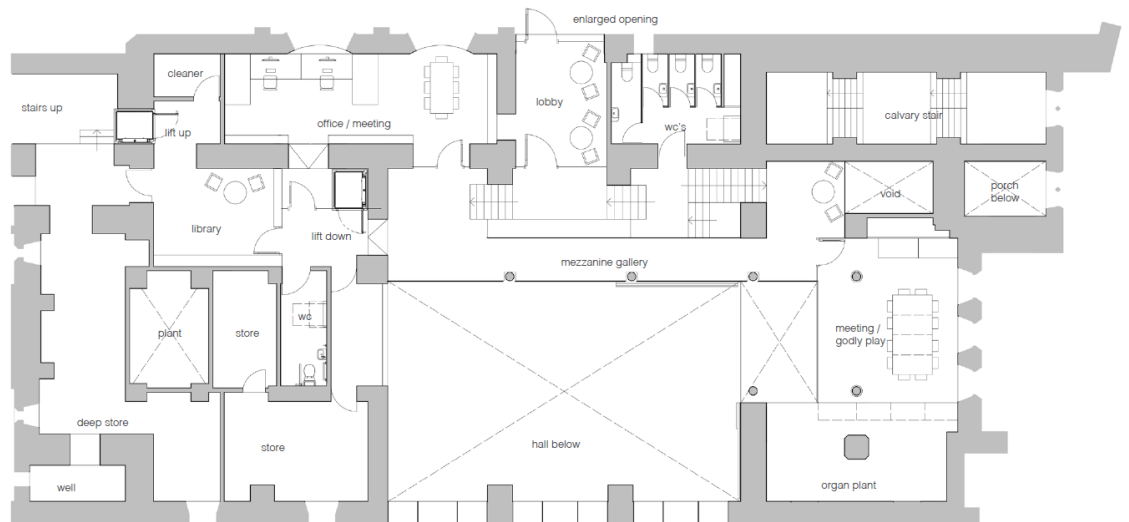 enlarged opening
cleaner
stairs up
lift up
office / meeting
lobby
wc's
calvary stair
library
lift down
void
porch
below
mezzanine gallery
plant
store
wc
meeting /
godly play
deep store
store
hall below
well
organ plant